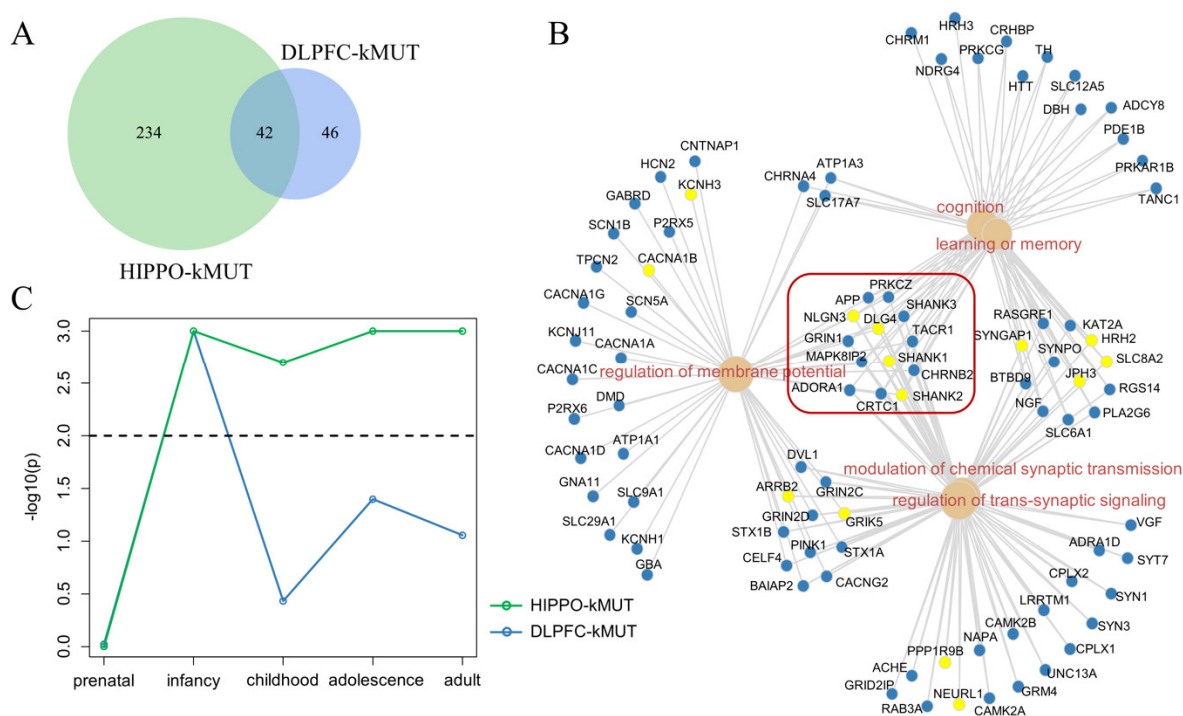 A
DLPFC-kMUT
234
42
46
HIPPO-kMUT
B
HRH3
CRHBP
CHRM1
PRKCG
TH
NDRG4
HTT
SLC12A5
DBH
ADCY8
PDE1B
PRKAR1B
TANC1
CNTNAP1
HCN2
KCNH3
ATP1A3
CHRNA4
SLC17A7
GABRD
SCN1B
P2RX5
TPCN2
CACNA1B
CACNA1G
SCN5A
KCNJ11
CACNA1A
CACNA1C
P2RX6
DMD
CACNA1D
ATP1A1
GNA11
SLC9A1
SLC29A1
KCNH1
GBA
cognition
learning or memory
regulation of membrane potential
PRKCZ
APP
SHANK3
NLGN3
DLG4
GRIN1
TACR1
MAPK8IP2
SHANK1
CHRNB2
ADORA1
CRTC1
SHANK2
RASGRF1
KAT2A
SYNGAP1
HRH2
SYNPO
SLC8A2
BTBD9
JPH3
RGS14
NGF
PLA2G6
SLC6A1
modulation of chemical synaptic transmission
regulation of trans-synaptic signaling
DVL1
ARRB2
GRIN2C
GRIN2D
GRIK5
STX1B
PINK1
STX1A
CELF4
BAIAP2
CACNG2
VGF
ADRA1D
SYT7
CPLX2
SYN1
LRRTM1
SYN3
CAMK2B
CPLX1
NAPA
UNC13A
PPP1R9B
ACHE
GRM4
GRID2IP
NEURL1
CAMK2A
RAB3A
C
-log10(p)
3.0
2.5
2.0
1.5
1.0
0.5
0.0
prenatal
infancy
childhood
adolescence
adult
HIPPO-kMUT
DLPFC-kMUT